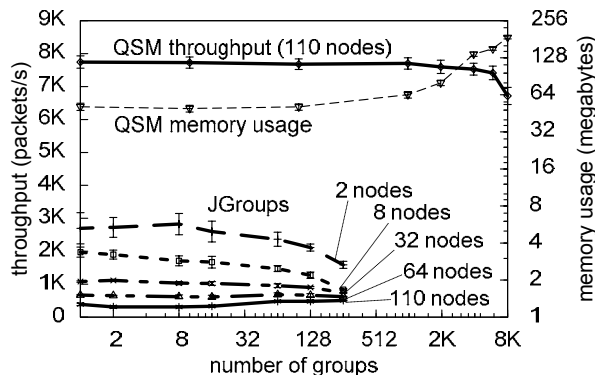 9K
8K
7K
6K
5K
4K
3K
2K
1K
0
throughput (packets/s)
QSM throughput (110 nodes)
QSM memory usage
JGroups
2 nodes
8 nodes
32 nodes
64 nodes
110 nodes
256
128
64
32
16
8
4
2
1
memory usage (megabytes)
2 8 32 128 512 2K 8K
number of groups